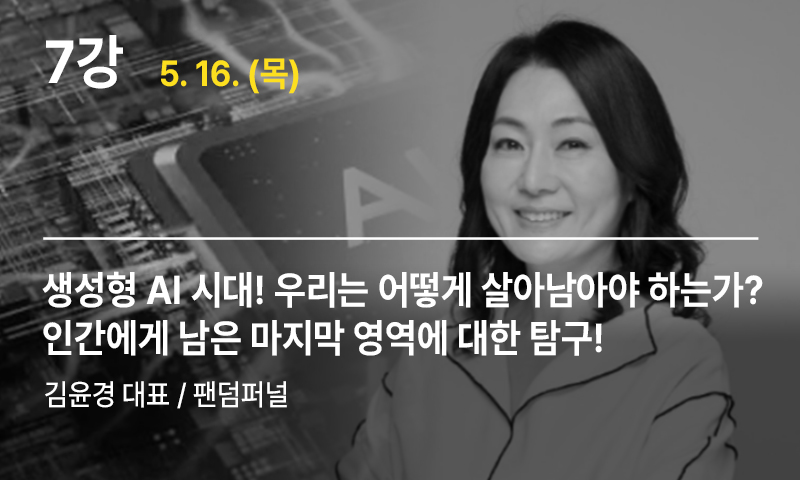 7강 5. 16. (목)
AI
생성형 AI 시대! 우리는 어떻게 살아남아야 하는가?
인간에게 남은 마지막 영역에 대한 탐구!
김윤경 대표 / 팬덤퍼널